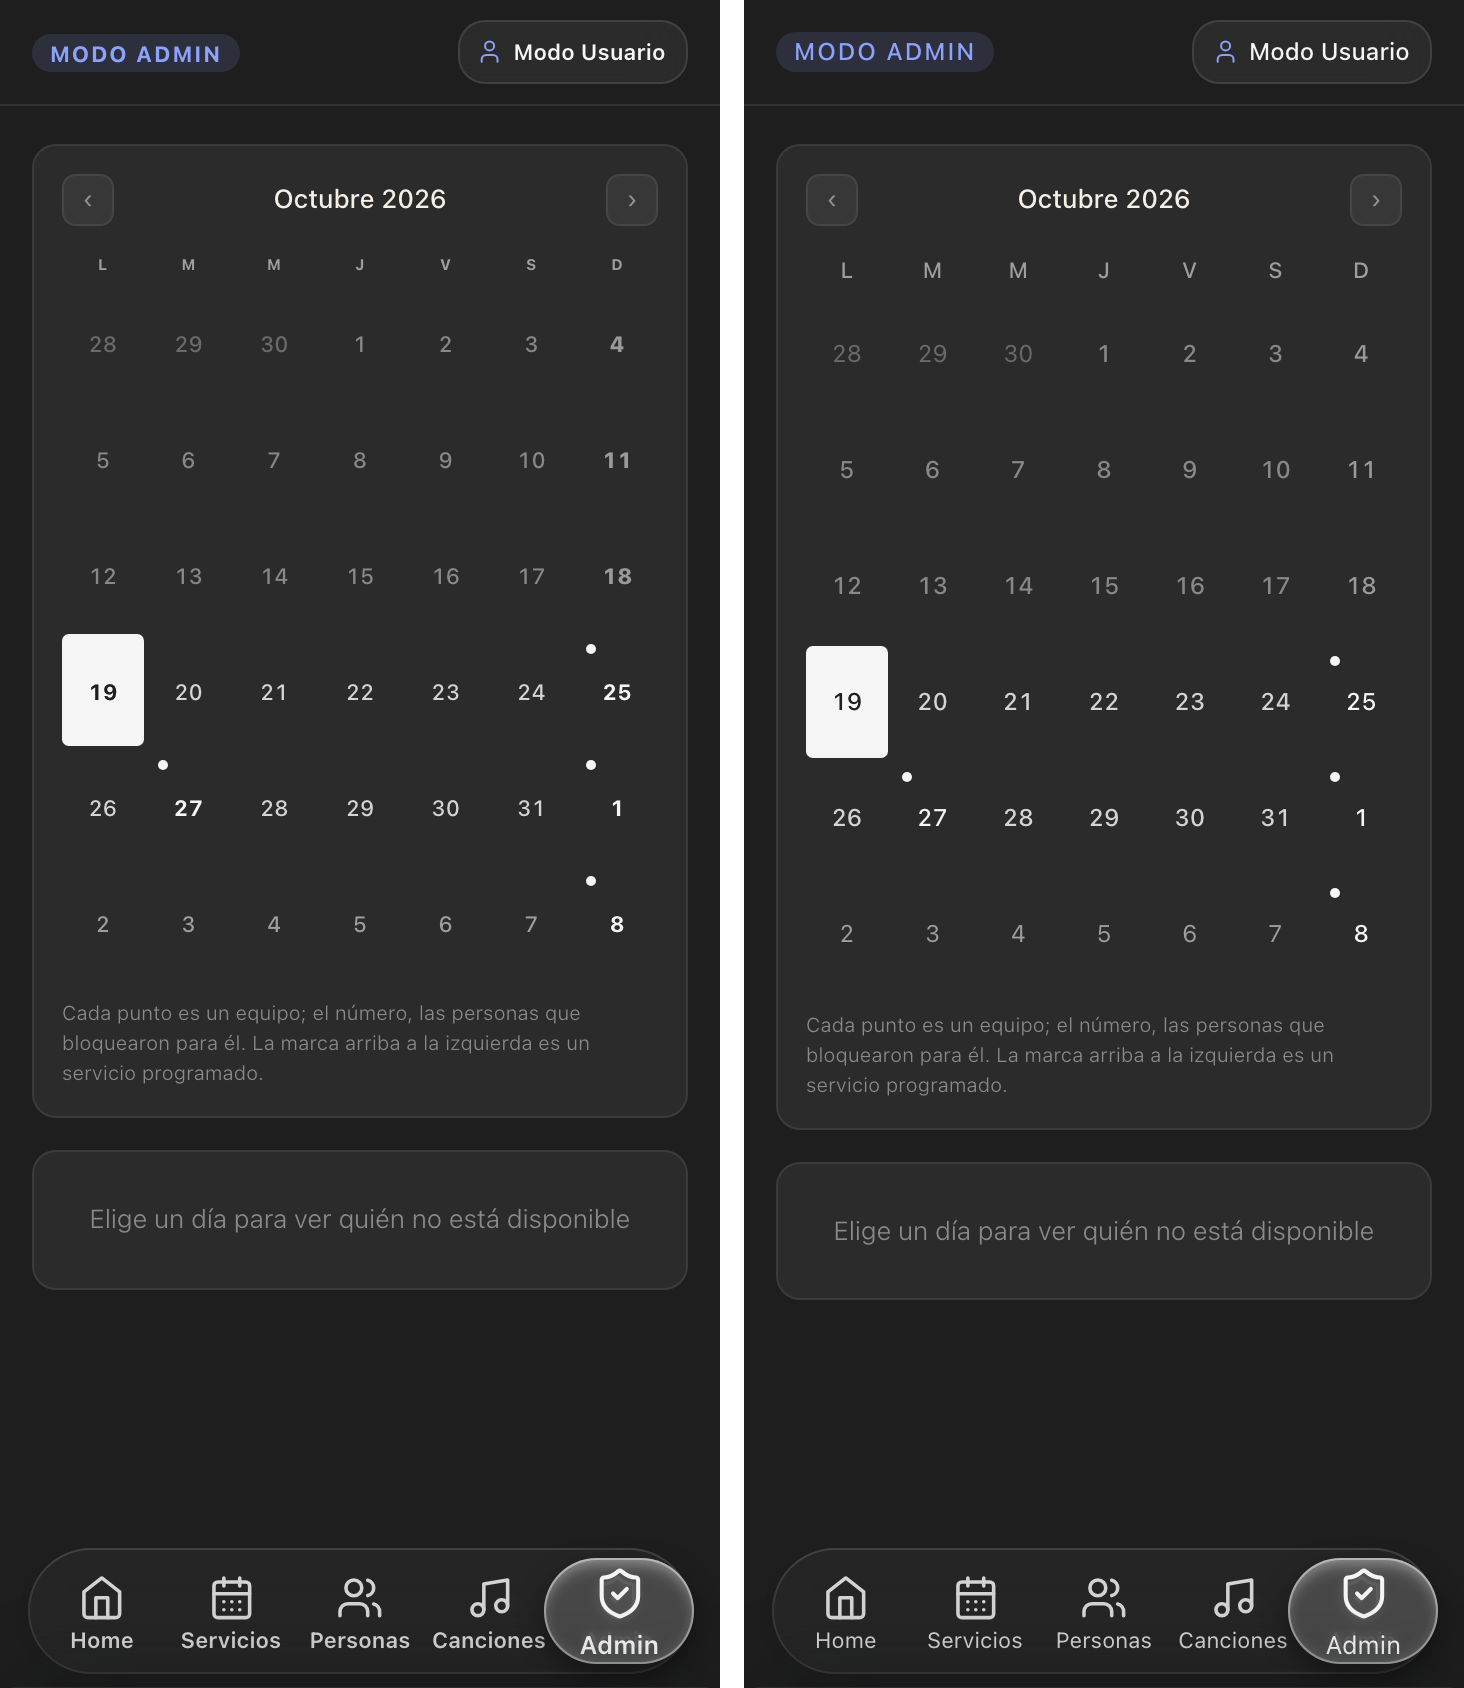 MODO ADMIN
Modo Usuario
‹ Octubre 2026 ›
L M M J V S D
28 29 30 1 2 3 4
5 6 7 8 9 10 11
12 13 14 15 16 17 18
19 20 21 22 23 24 25
26 27 28 29 30 31 1
2 3 4 5 6 7 8
Cada punto es un equipo; el número, las personas que
bloquearon para él. La marca arriba a la izquierda es un
servicio programado.
Elige un día para ver quién no está disponible
Home Servicios Personas Canciones Admin
MODO ADMIN
Modo Usuario
‹ Octubre 2026 ›
L M M J V S D
28 29 30 1 2 3 4
5 6 7 8 9 10 11
12 13 14 15 16 17 18
19 20 21 22 23 24 25
26 27 28 29 30 31 1
2 3 4 5 6 7 8
Cada punto es un equipo; el número, las personas que
bloquearon para él. La marca arriba a la izquierda es un
servicio programado.
Elige un día para ver quién no está disponible
Home Servicios Personas Canciones Admin